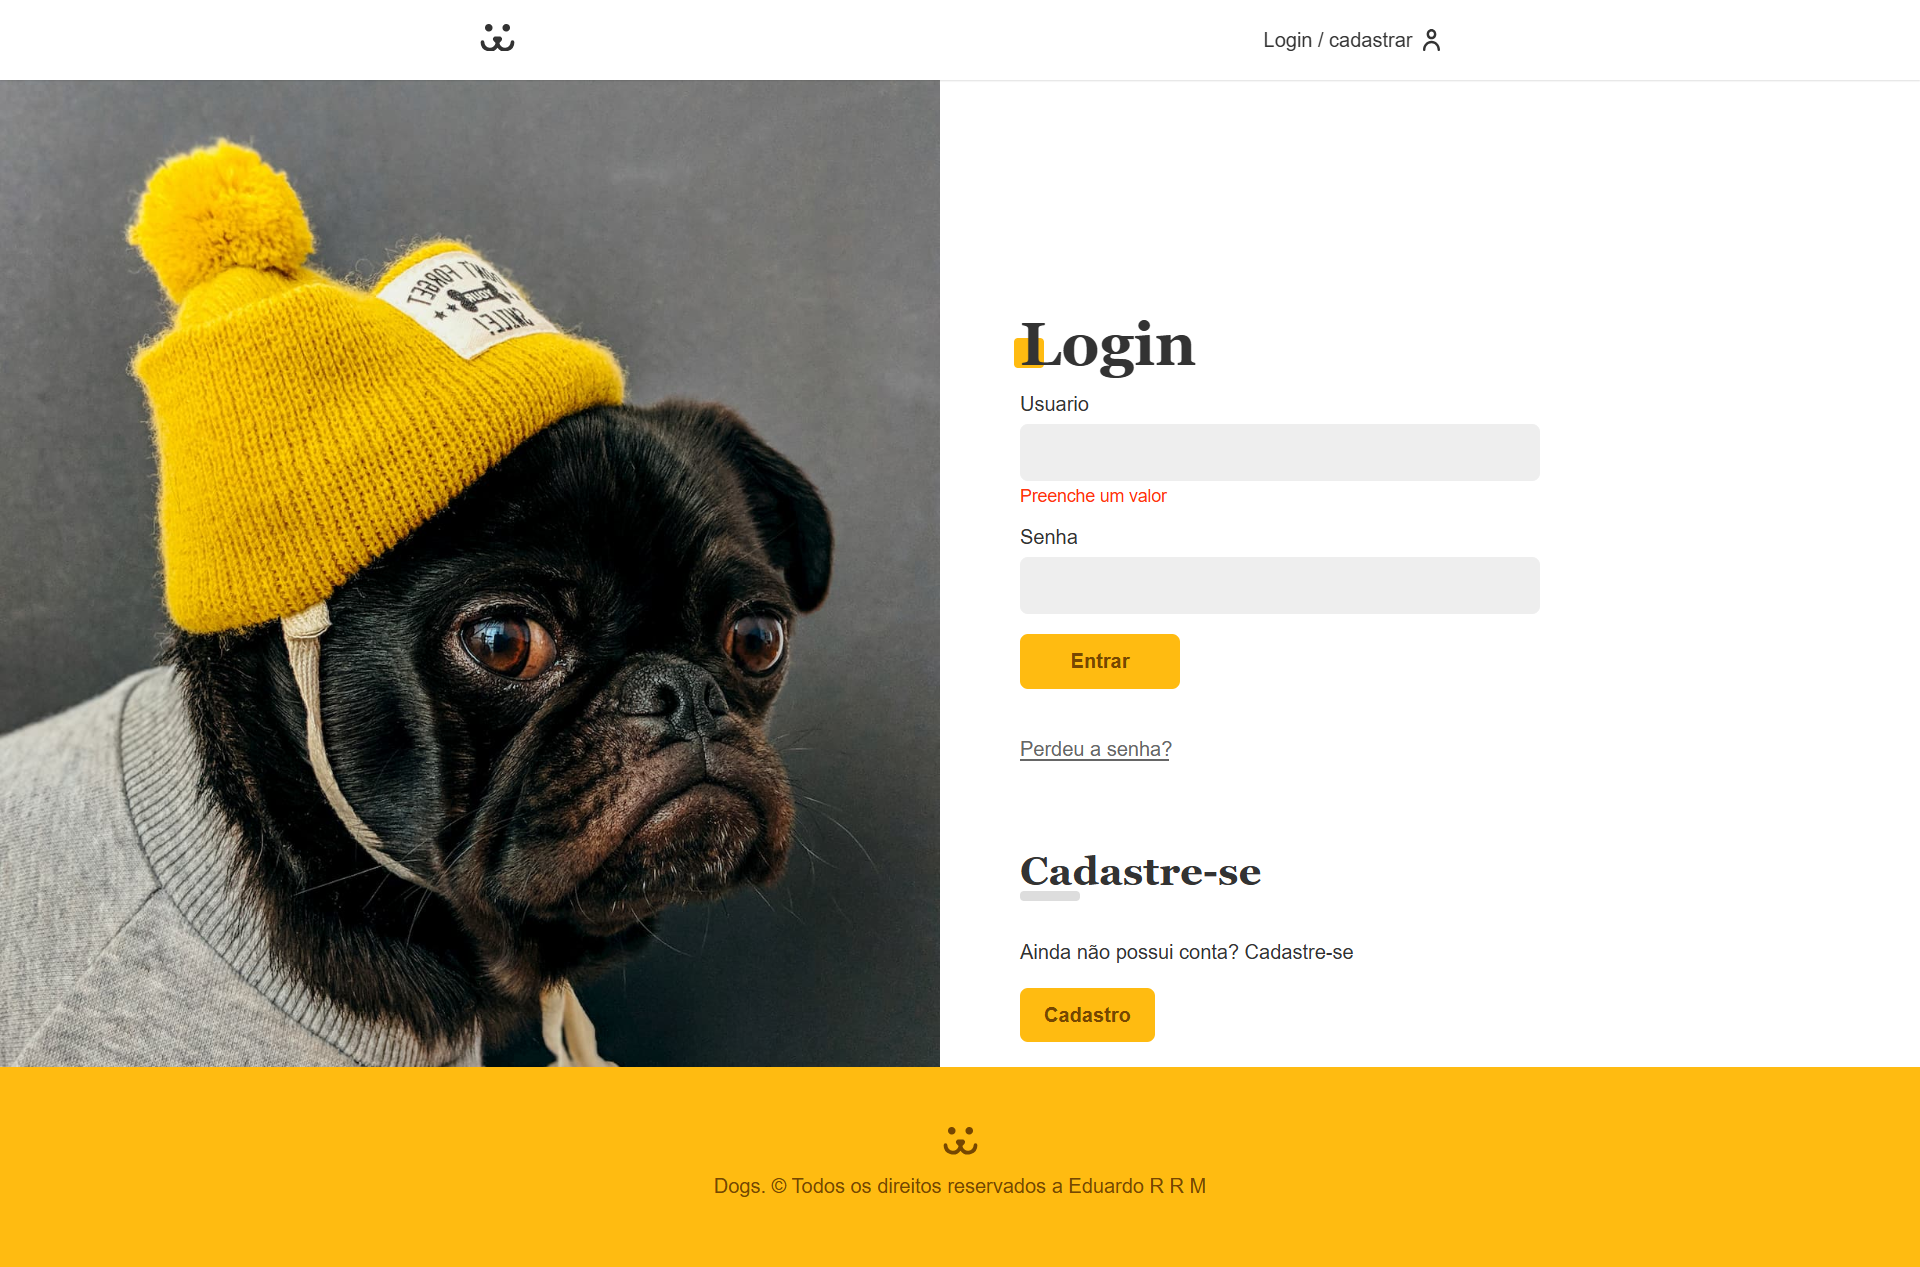 Login / cadastrar
DON'T FORGET
YOUR
SMILE!
Login
Usuario
Preenche um valor
Senha
Entrar
Perdeu a senha?
Cadastre-se
Ainda não possui conta? Cadastre-se
Cadastro
Dogs. © Todos os direitos reservados a Eduardo R R M